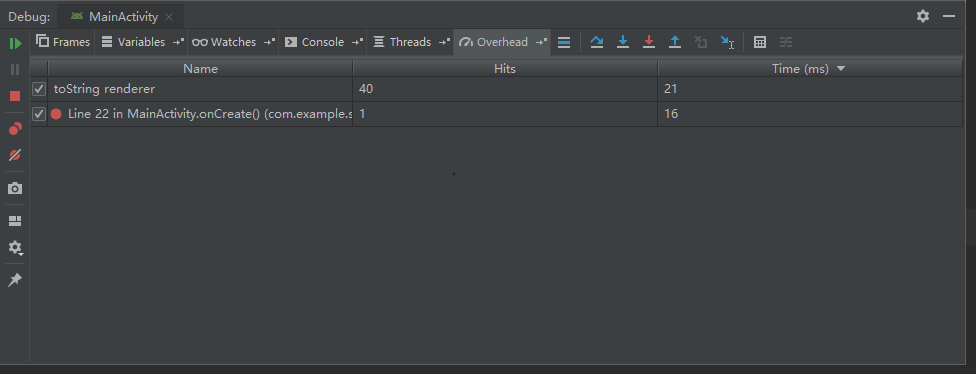 Debug: MainActivity
Frames Variables Watches Console Threads Overhead
Name Hits Time (ms)
toString renderer 40 21
Line 22 in MainActivity.onCreate() (com.example.s 1 16